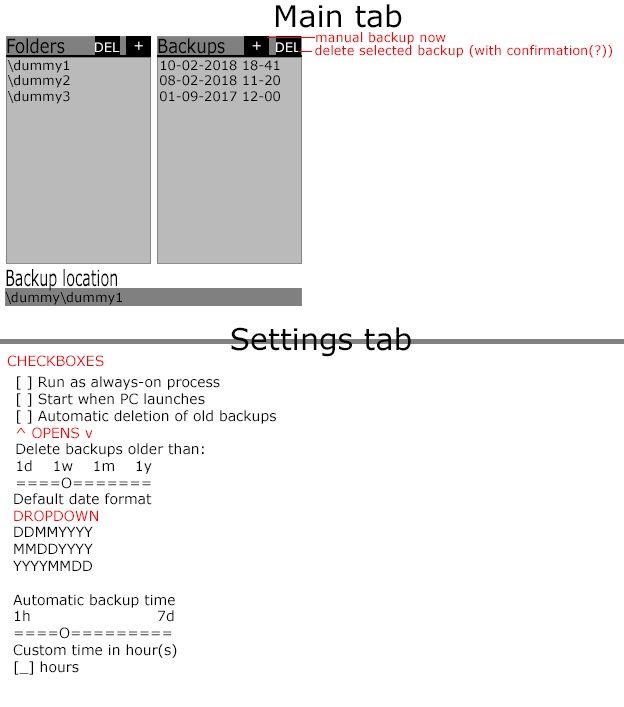 Main tab
Folders DEL + Backups + DEL
manual backup now
delete selected backup (with confirmation(?))
\dummy1
\dummy2
\dummy3
10-02-2018 18-41
08-02-2018 11-20
01-09-2017 12-00
Backup location
\dummy\dummy1
Settings tab
CHECKBOXES
[ ] Run as always-on process
[ ] Start when PC launches
[ ] Automatic deletion of old backups
^ OPENS v
Delete backups older than:
1d 1w 1m 1y
====O=======
Default date format
DROPDOWN
DDMMYYYY
MMDDYYYY
YYYYMMDD
Automatic backup time
1h 7d
====O=========
Custom time in hour(s)
[_] hours